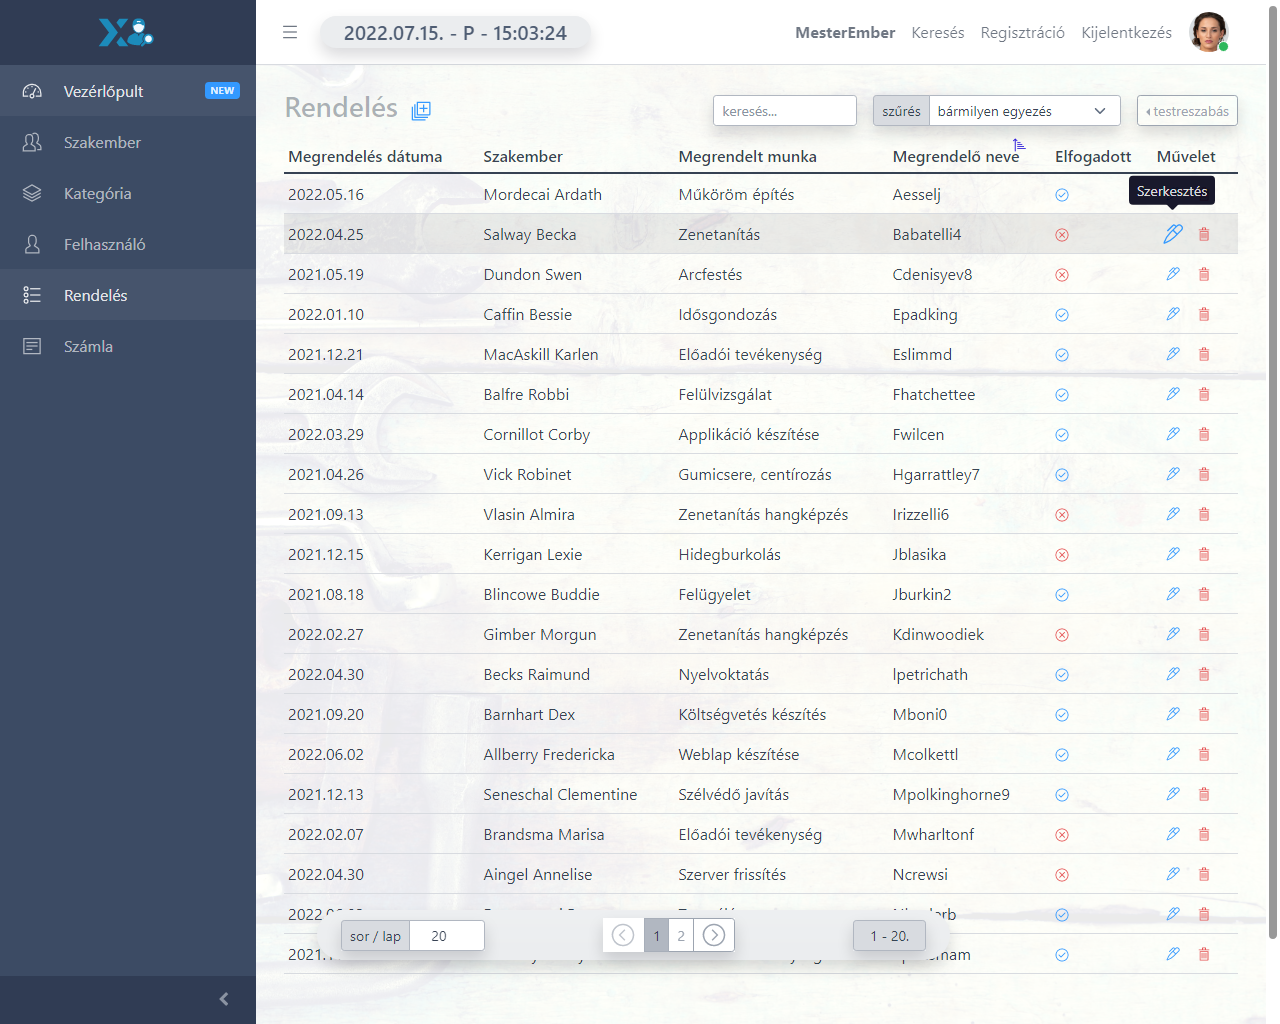 2022.07.15. - P - 15:03:24
MesterEmber Keresés Regisztráció Kijelentkezés
Vezérlőpult NEW
Szakember
Kategória
Felhasználó
Rendelés
Számla
Rendelés
keresés...
szűrés bármilyen egyezés
testreszabás
Megrendelés dátuma Szakember Megrendelt munka Megrendelő neve Elfogadott Művelet
2022.05.16 Mordecai Ardath Műköröm építés Aesselj
Szerkesztés
2022.04.25 Salway Becka Zenetanítás Babatelli4
2021.05.19 Dundon Swen Arcfestés Cdenisyev8
2022.01.10 Caffin Bessie Idősgondozás Epadking
2021.12.21 MacAskill Karlen Előadói tevékenység Eslimmd
2021.04.14 Balfre Robbi Felülvizsgálat Fhatchettee
2022.03.29 Cornillot Corby Applikáció készítése Fwilcen
2021.04.26 Vick Robinet Gumicsere, centírozás Hgarrattley7
2021.09.13 Vlasin Almira Zenetanítás hangképzés Irizzelli6
2021.12.15 Kerrigan Lexie Hidegburkolás Jblasika
2021.08.18 Blincowe Buddie Felügyelet Jburkin2
2022.02.27 Gimber Morgun Zenetanítás hangképzés Kdinwoodiek
2022.04.30 Becks Raimund Nyelvoktatás lpetrichath
2021.09.20 Barnhart Dex Költségvetés készítés Mboni0
2022.06.02 Allberry Fredericka Weblap készítése Mcolkettl
2021.12.13 Seneschal Clementine Szélvédő javítás Mpolkinghorne9
2022.02.07 Brandsma Marisa Előadói tevékenység Mwharltonf
2022.04.30 Aingel Annelise Szerver frissítés Ncrewsi
sor / lap 20
1 2
1 - 20.